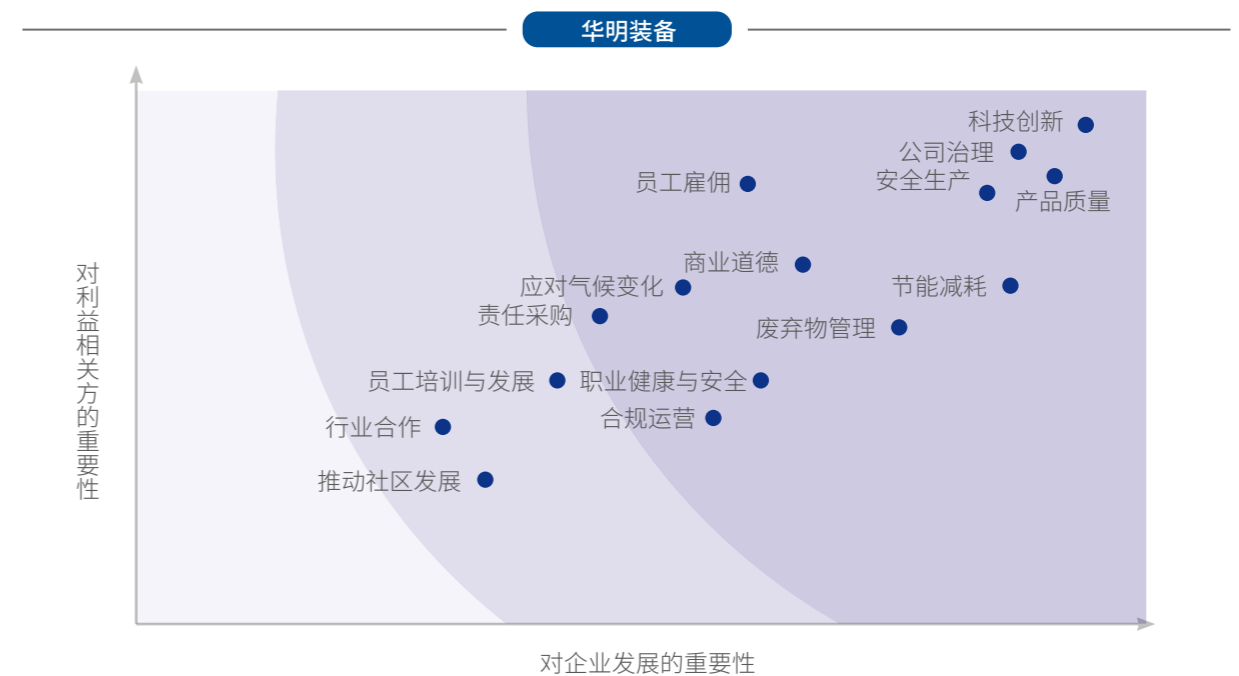 华明装备
科技创新
公司治理
安全生产
员工雇佣
产品质量
商业道德
应对气候变化
节能减耗
责任采购
废弃物管理
员工培训与发展
职业健康与安全
合规运营
行业合作
推动社区发展
对利益相关方的重要性
对企业发展的重要性